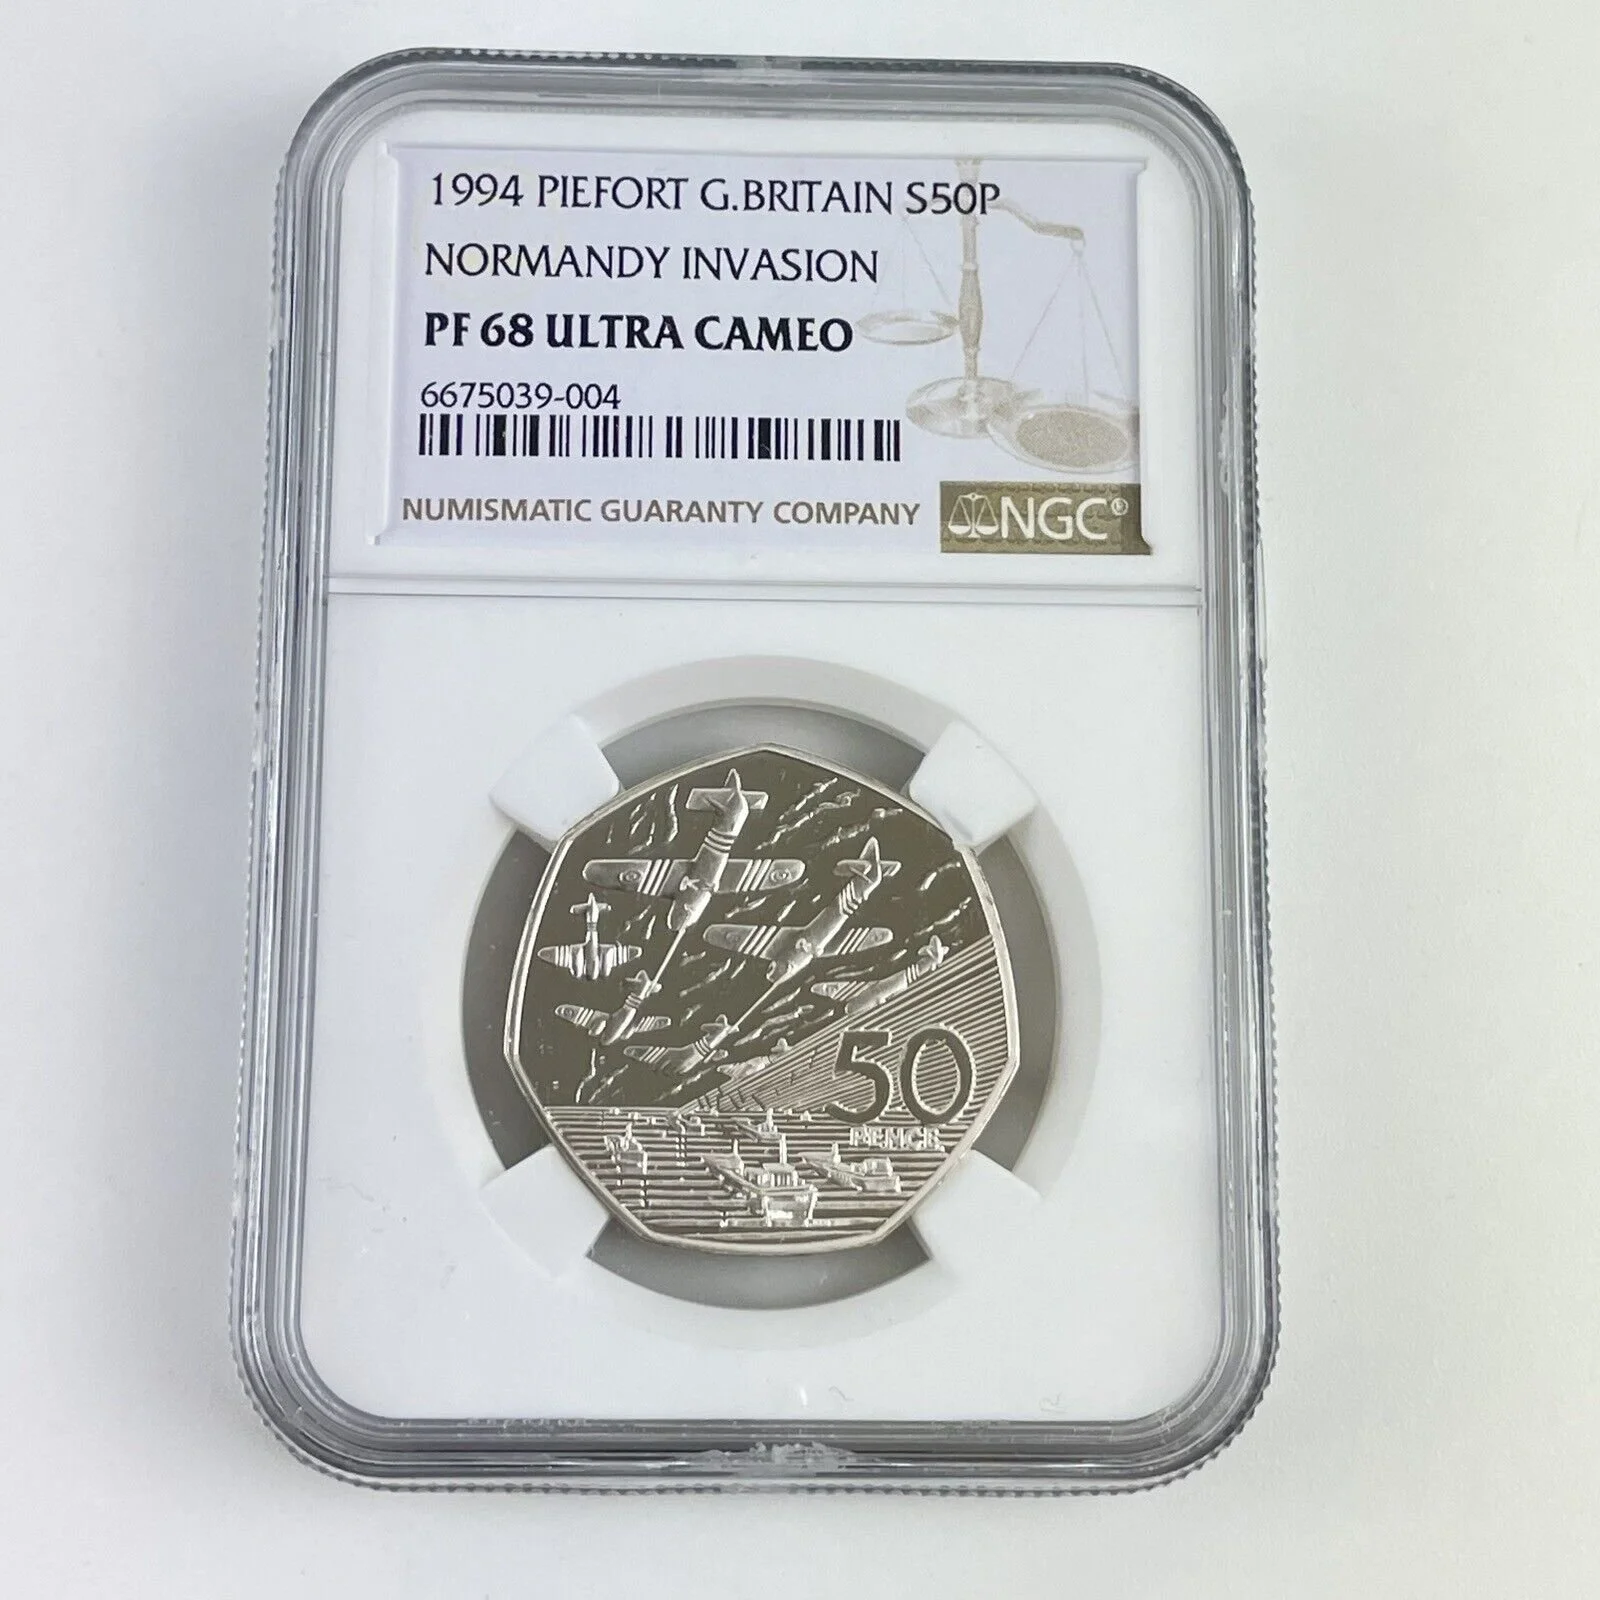 1994 PIEFORT G.BRITAIN S50P
NORMANDY INVASION
PF 68 ULTRA CAMEO
6675039-004
NUMISMATIC GUARANTY COMPANY
NGC®
50
PENCE